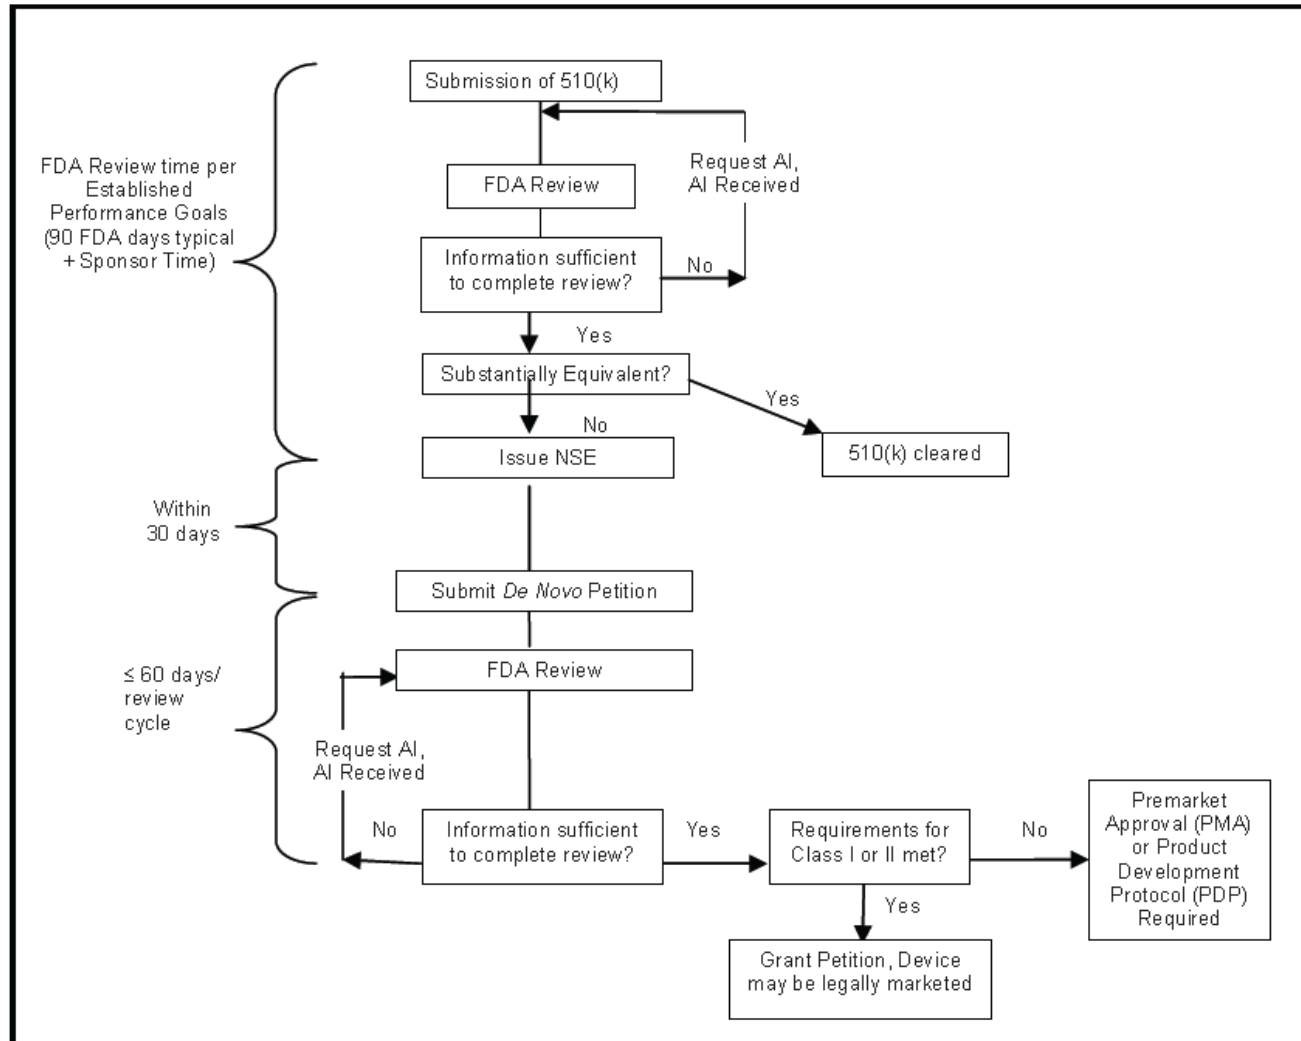 Submission of 510(k)
FDA Review time per
Established
Performance Goals
(90 FDA days typical
+ Sponsor Time)
Request AI,
AI Received
FDA Review
Information sufficient
to complete review?
No
Yes
Substantially Equivalent?
Yes
No
510(k) cleared
Issue NSE
Within
30 days
Submit De Novo Petition
FDA Review
≤ 60 days/
review
cycle
Request AI,
AI Received
No
Information sufficient
to complete review?
Yes
Requirements for
Class I or II met?
No
Premarket
Approval (PMA)
or Product
Development
Protocol (PDP)
Required
Yes
Grant Petition, Device
may be legally marketed